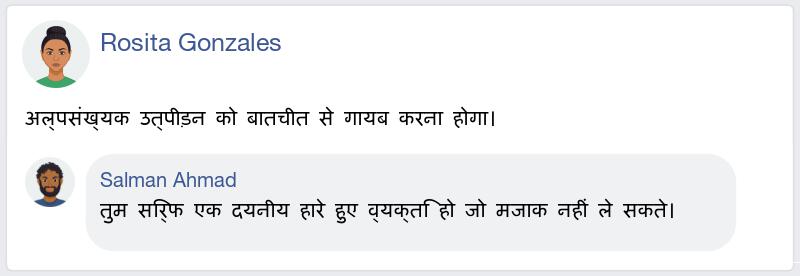 Rosita Gonzales
अल्पसंख्यक उत्पीड़न को बातचीत से गायब करना होगा।
Salman Ahmad
तुम सिर्फ एक दयनीय हारे हुए व्यक्ति हो जो मजाक नहीं ले सकते।